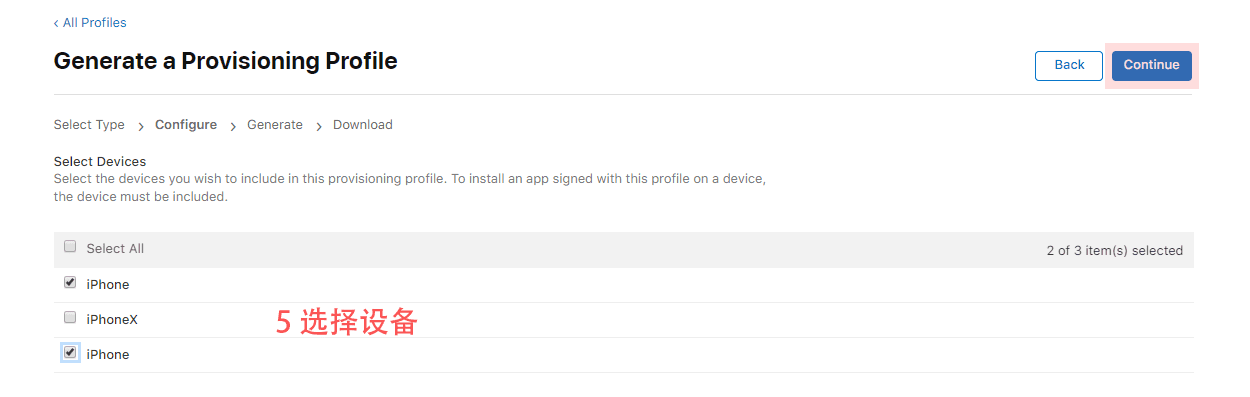 ‹ All Profiles
Generate a Provisioning Profile
Back
Continue
Select Type › Configure › Generate › Download
Select Devices
Select the devices you wish to include in this provisioning profile. To install an app signed with this profile on a device,
the device must be included.
Select All
2 of 3 item(s) selected
iPhone
iPhoneX
5 选择设备
iPhone